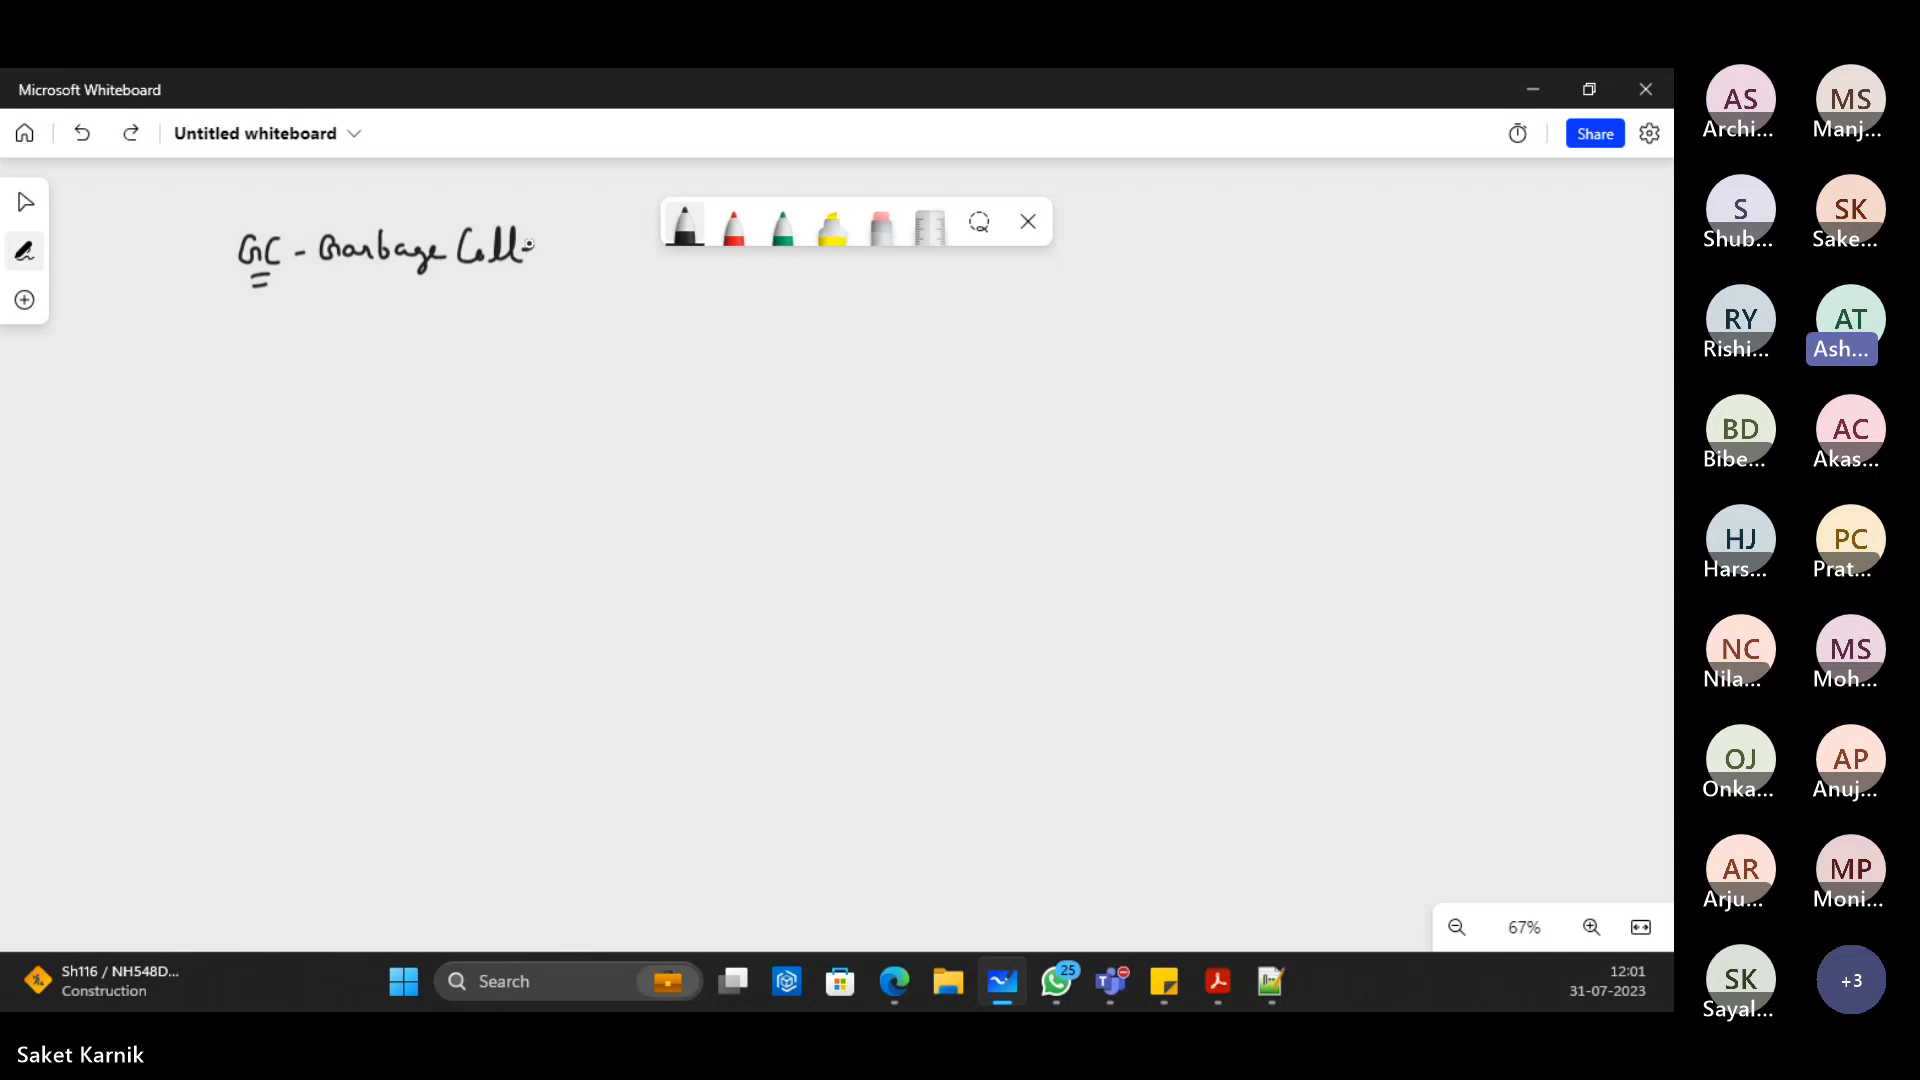 AS
MS
Archi...
Manj...
Microsoft Whiteboard
Untitled whiteboard
Share
S
SK
Shub...
Sake...
GC - Garbage Coll
RY
AT
Rishi...
Ash...
BD
AC
Bibe...
Akas...
HJ
PC
Hars...
Prat...
NC
MS
Nila...
Moh...
OJ
AP
Onka...
Anuj...
AR
MP
Arju...
Moni...
67%
SK
+3
Sayal...
Sh116 / NH548D...
Construction
Search
25
12:01
31-07-2023
Saket Karnik